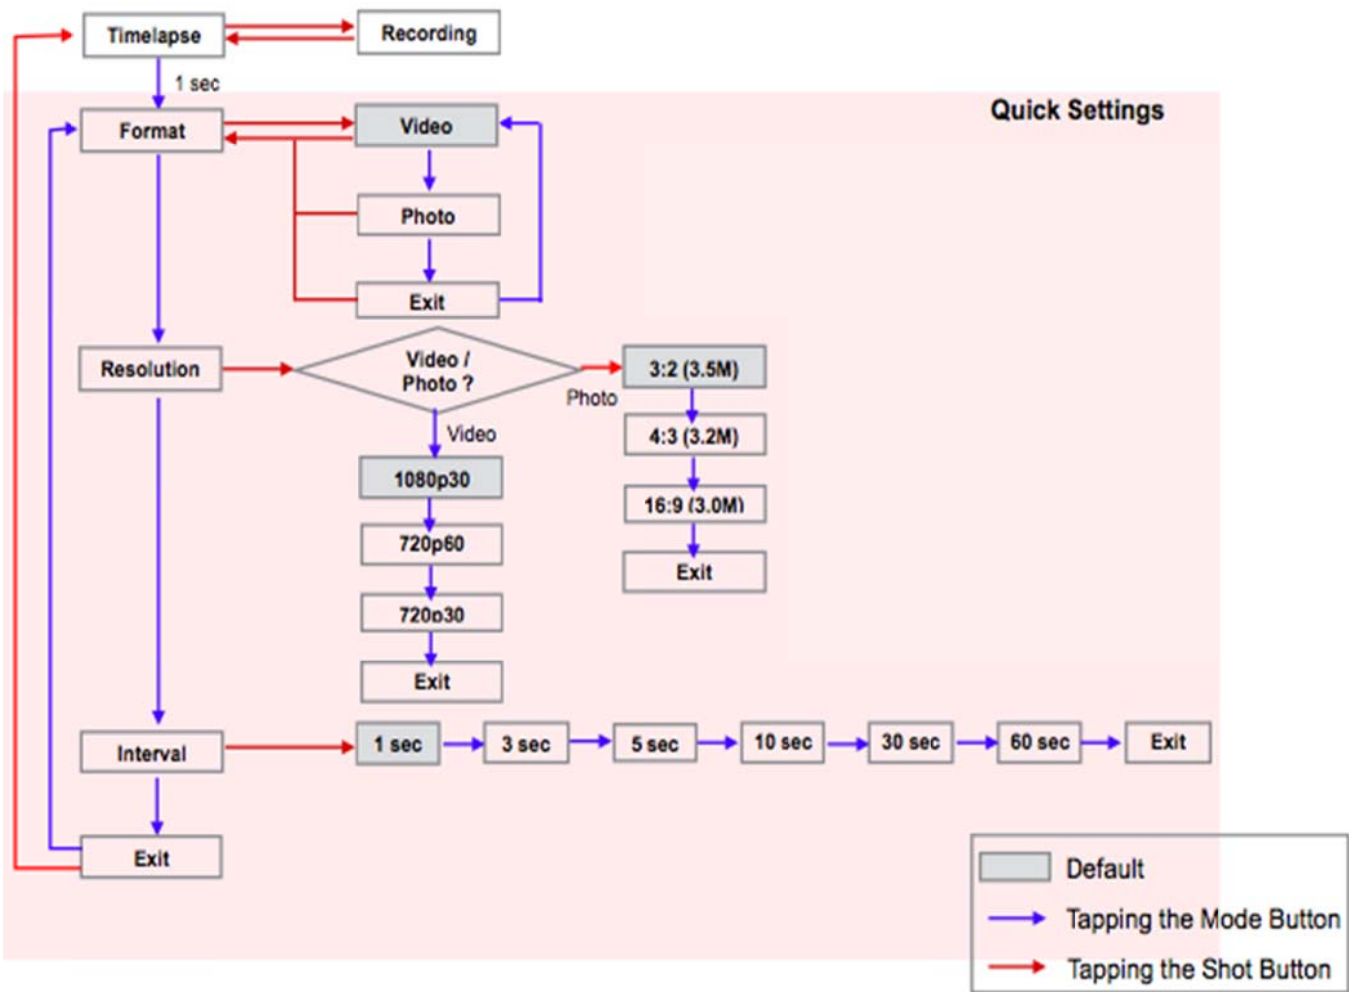 Timelapse
Recording
1 sec
Quick Settings
Format
Video
Photo
Exit
Resolution
Video /
Photo ?
Photo
3:2 (3.5M)
Video
4:3 (3.2M)
1080p30
16:9 (3.0M)
720p60
Exit
720p30
Exit
Interval
1 sec
3 sec
5 sec
10 sec
30 sec
60 sec
Exit
Exit
Default
Tapping the Mode Button
Tapping the Shot Button